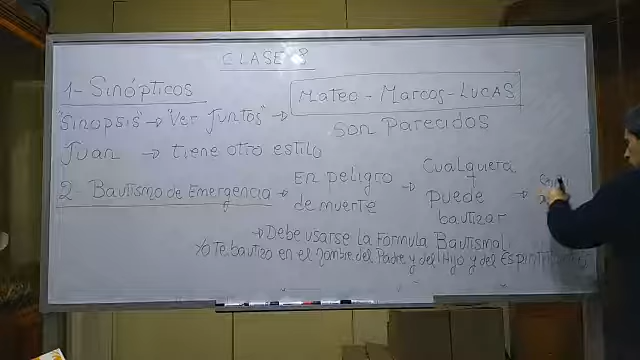 CLASE 3
1- Sinópticos
"Sinopsis" → "Ver Juntos" → Mateo - Marcos - LUCAS
SON PARECIDOS
Juan → tiene otro estilo
2- Bautismo de Emergencia → En peligro de muerte → Cualquiera puede bautizar →
→ Debe usarse la Formula Bautismal
Yo te bautizo en el nombre del Padre y del Hijo y del